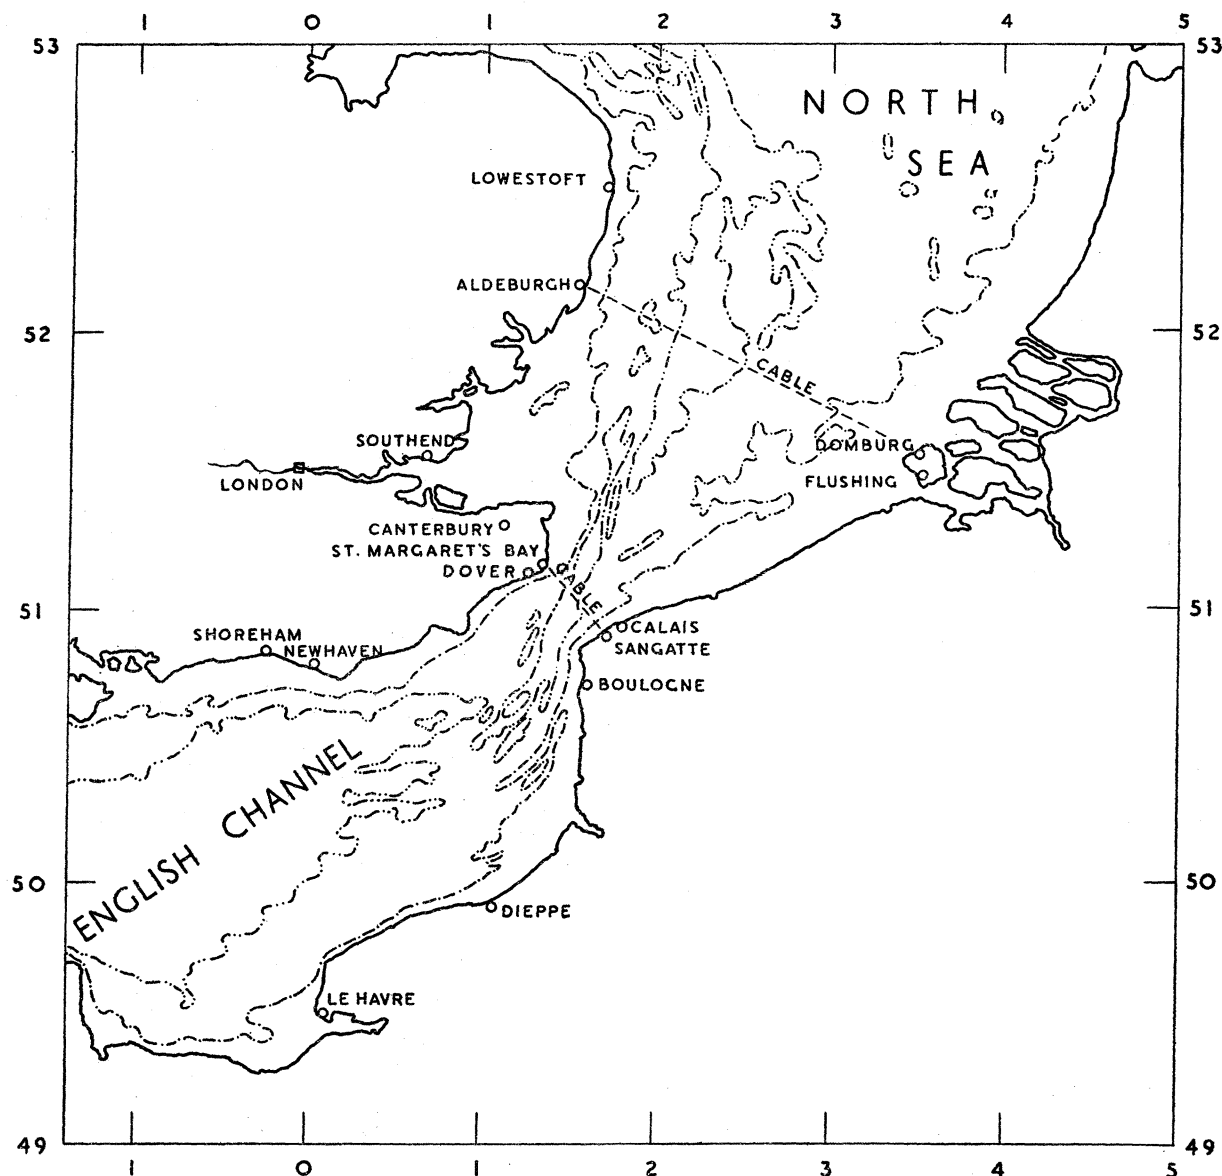 1 0 1 2 3 4 5
53 53
NORTH
SEA
LOWESTOFT
ALDEBURGH
52 52
CABLE
SOUTHEND
DOMBURG
LONDON
FLUSHING
CANTERBURY
ST. MARGARET'S BAY
DOVER
CABLE
51 51
CALAIS
SHOREHAM
NEWHAVEN
SANGATTE
BOULOGNE
ENGLISH CHANNEL
50 50
DIEPPE
LE HAVRE
49 49
1 0 1 2 3 4 5